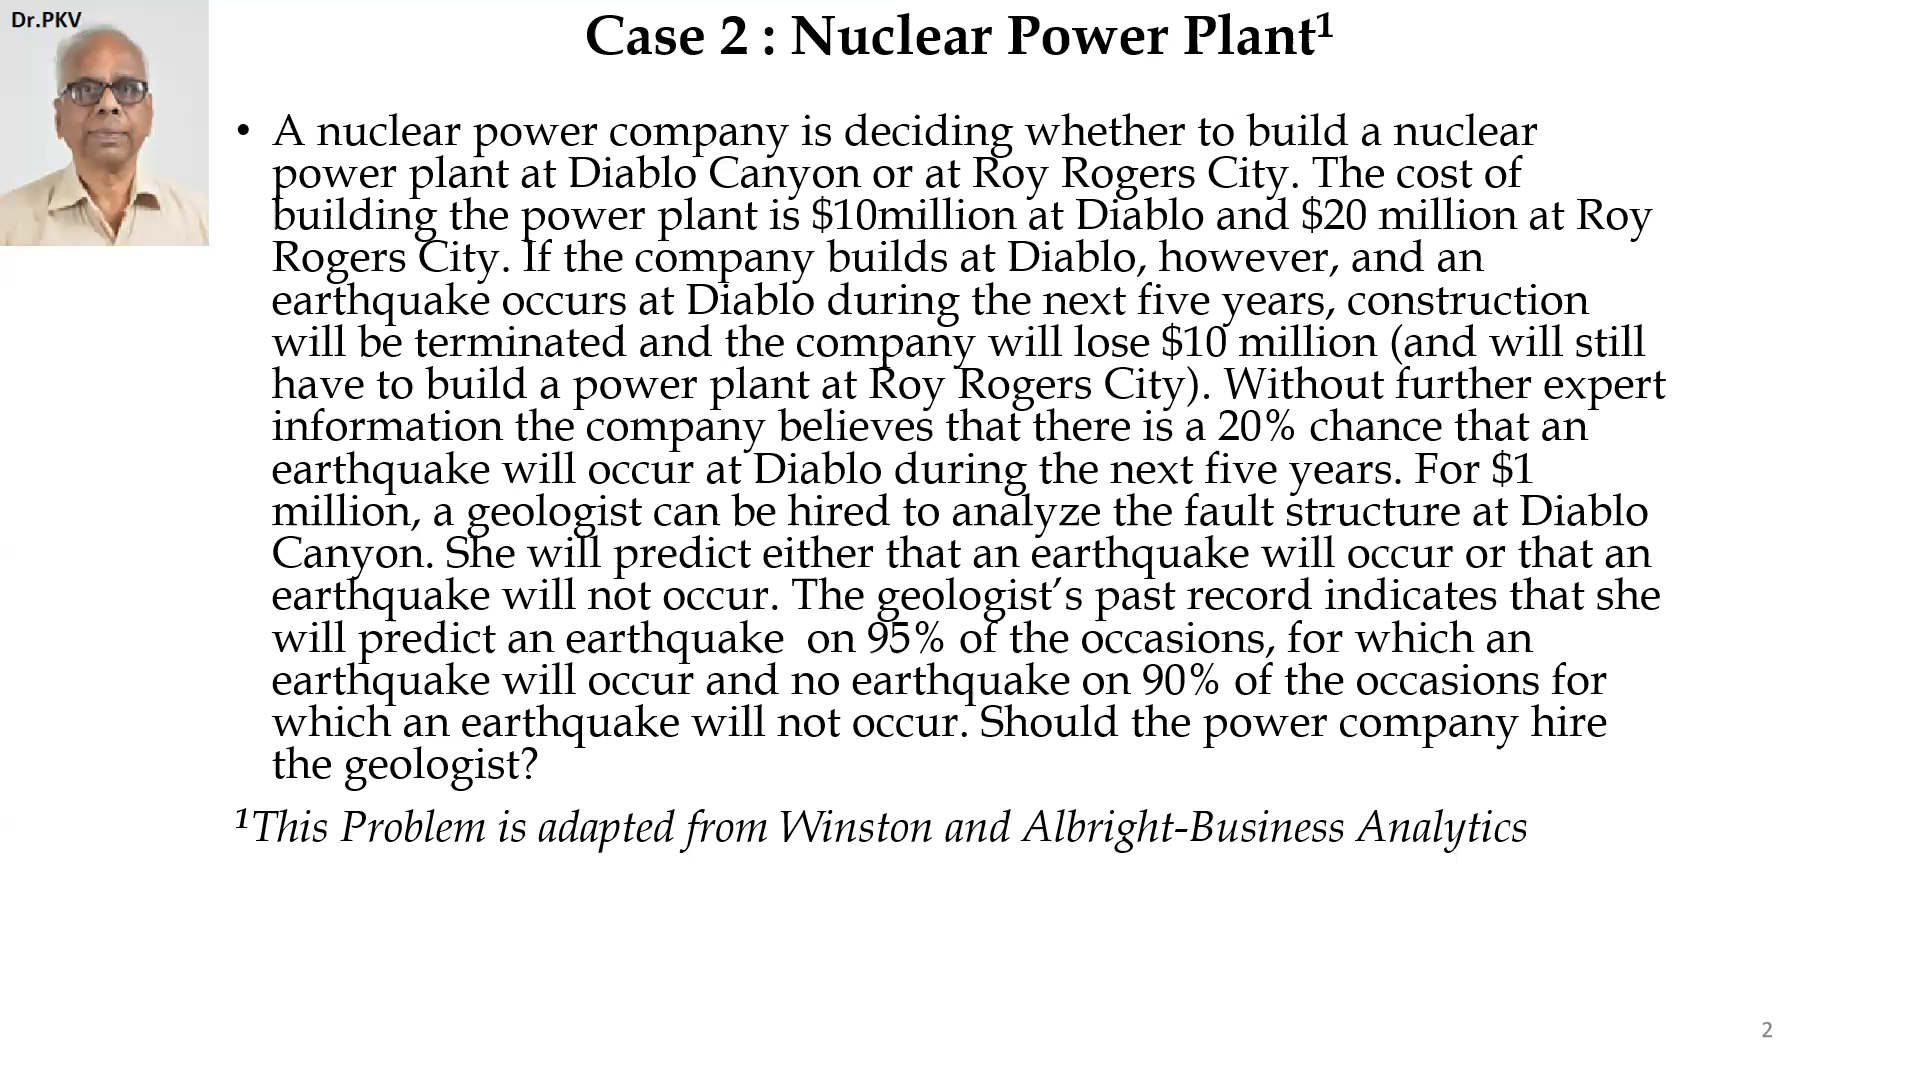 Dr.PKV
Case 2 : Nuclear Power Plant¹
• A nuclear power company is deciding whether to build a nuclear
power plant at Diablo Canyon or at Roy Rogers City. The cost of
building the power plant is $10million at Diablo and $20 million at Roy
Rogers City. If the company builds at Diablo, however, and an
earthquake occurs at Diablo during the next five years, construction
will be terminated and the company will lose $10 million (and will still
have to build a power plant at Roy Rogers City). Without further expert
information the company believes that there is a 20% chance that an
earthquake will occur at Diablo during the next five years. For $1
million, a geologist can be hired to analyze the fault structure at Diablo
Canyon. She will predict either that an earthquake will occur or that an
earthquake will not occur. The geologist’s past record indicates that she
will predict an earthquake  on 95% of the occasions, for which an
earthquake will occur and no earthquake on 90% of the occasions for
which an earthquake will not occur. Should the power company hire
the geologist?
¹This Problem is adapted from Winston and Albright-Business Analytics
2